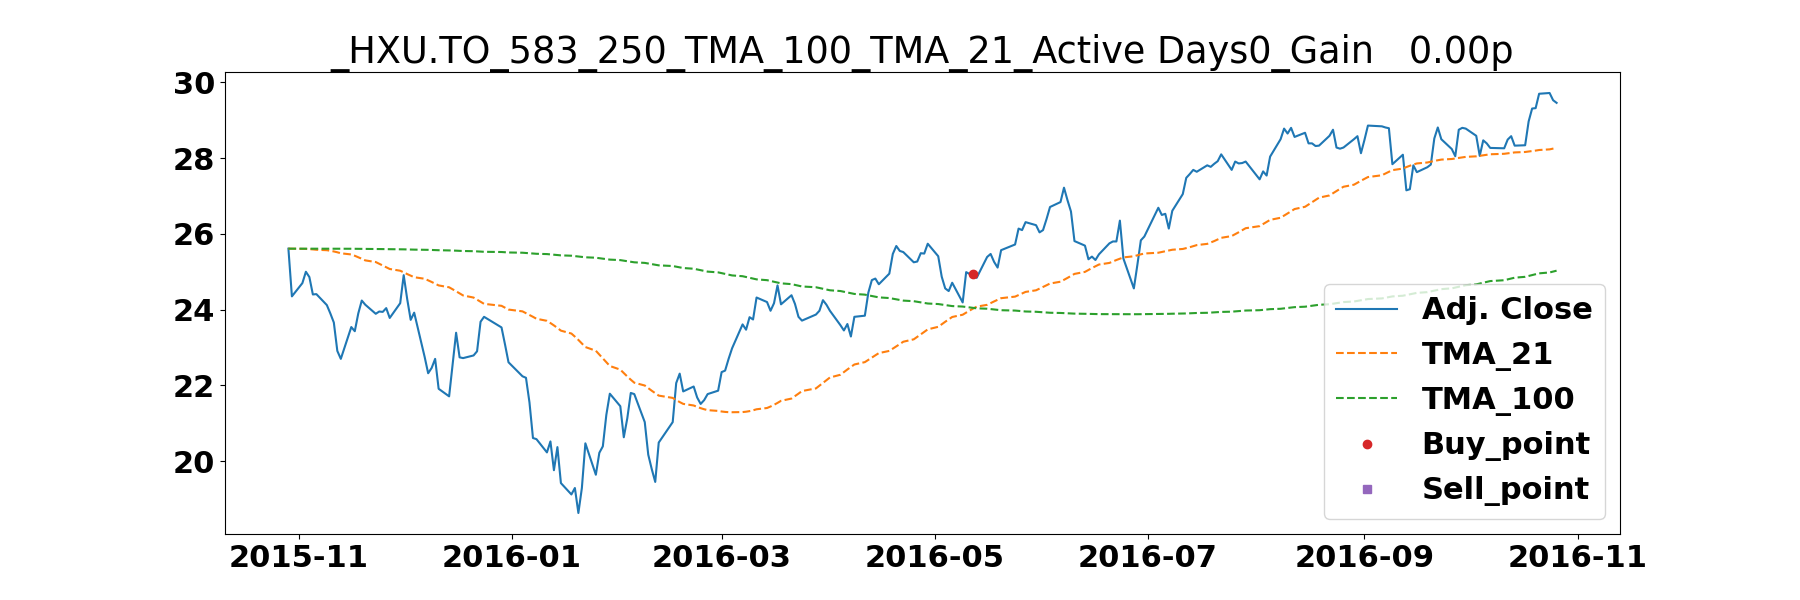 _HXU.TO_583_250_TMA_100_TMA_21_Active Days0_Gain   0.00p
30
28
26
24
22
20
Adj. Close
TMA_21
TMA_100
Buy_point
Sell_point
2015-11 2016-01 2016-03 2016-05 2016-07 2016-09 2016-11